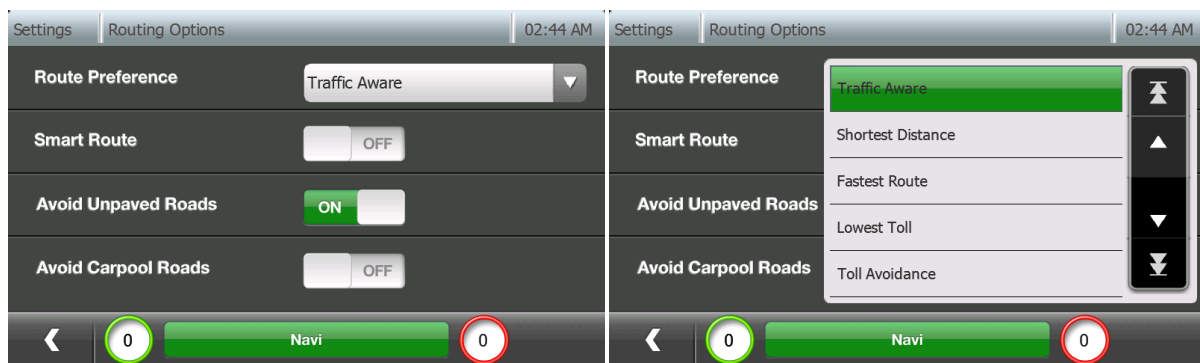 Settings Routing Options 02:44 AM
Route Preference Traffic Aware
Smart Route OFF
Avoid Unpaved Roads ON
Avoid Carpool Roads OFF
0 Navi 0
Settings Routing Options 02:44 AM
Route Preference
Smart Route
Avoid Unpaved Roads
Avoid Carpool Roads
Traffic Aware
Shortest Distance
Fastest Route
Lowest Toll
Toll Avoidance
0 Navi 0